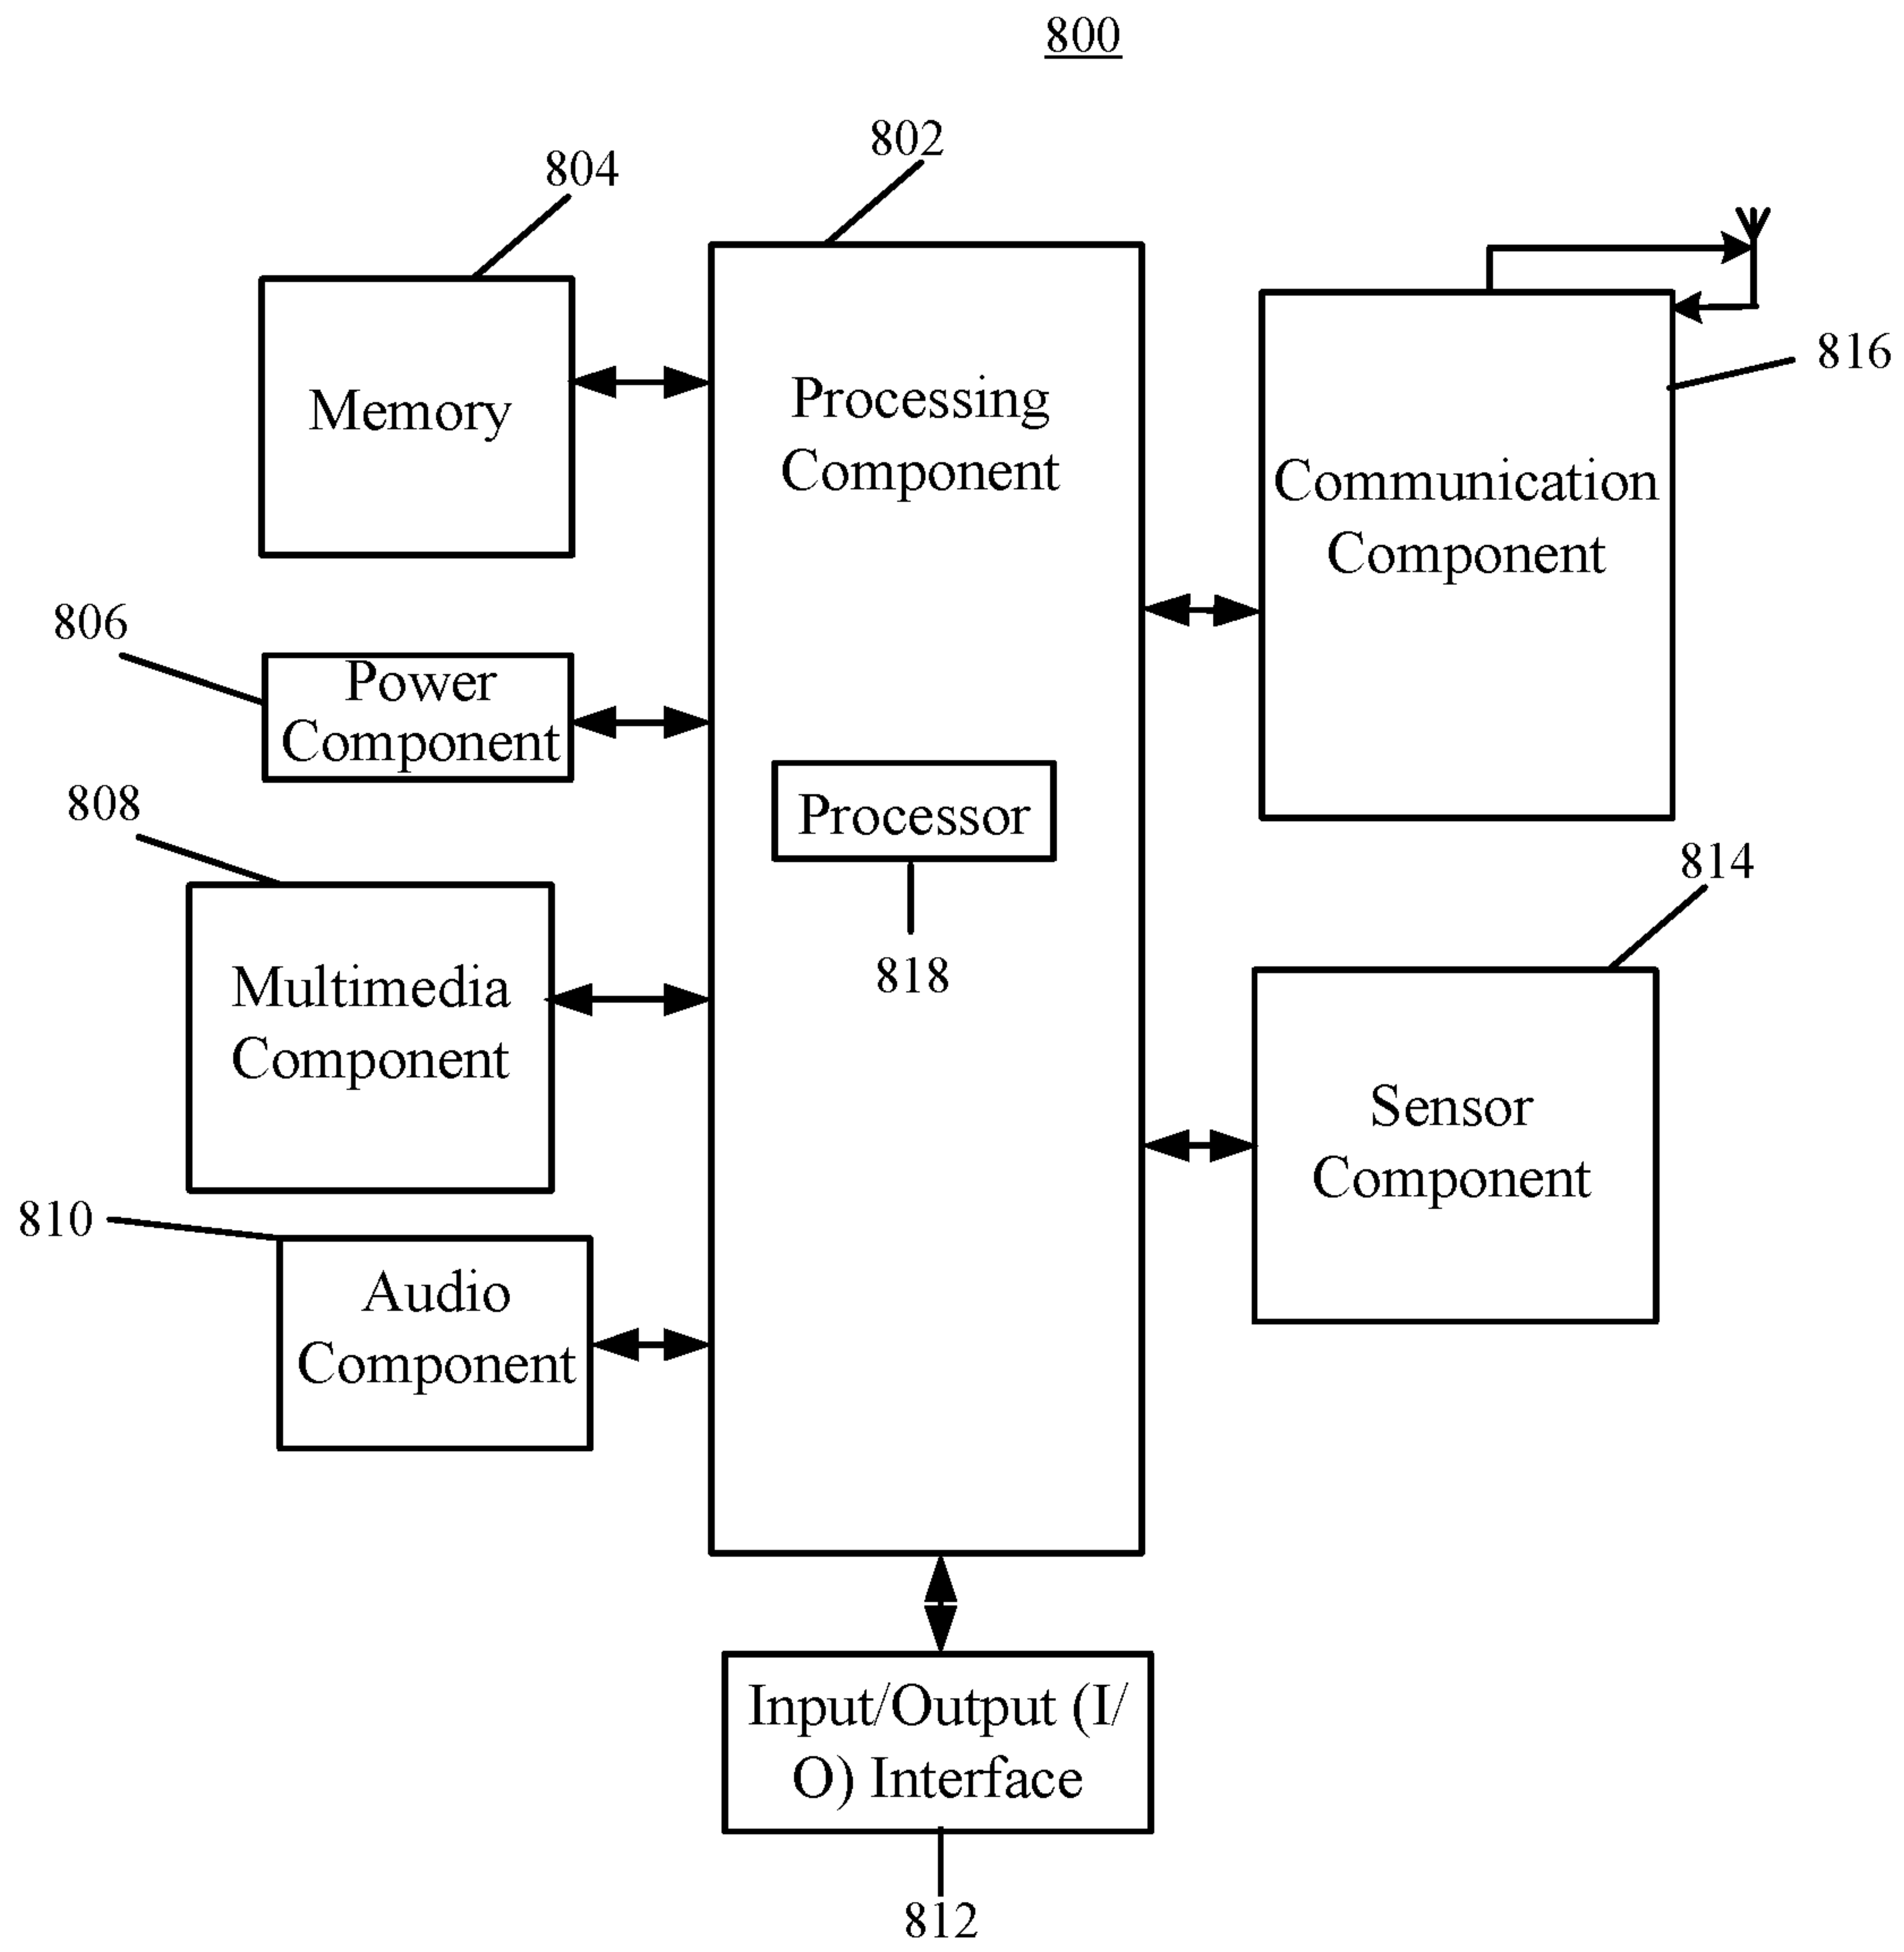 800
802
804
Memory
Processing
Component
816
Communication
Component
806
Power
Component
808
Processor
818
814
Multimedia
Component
Sensor
Component
810
Audio
Component
Input/Output (I/
O) Interface
812